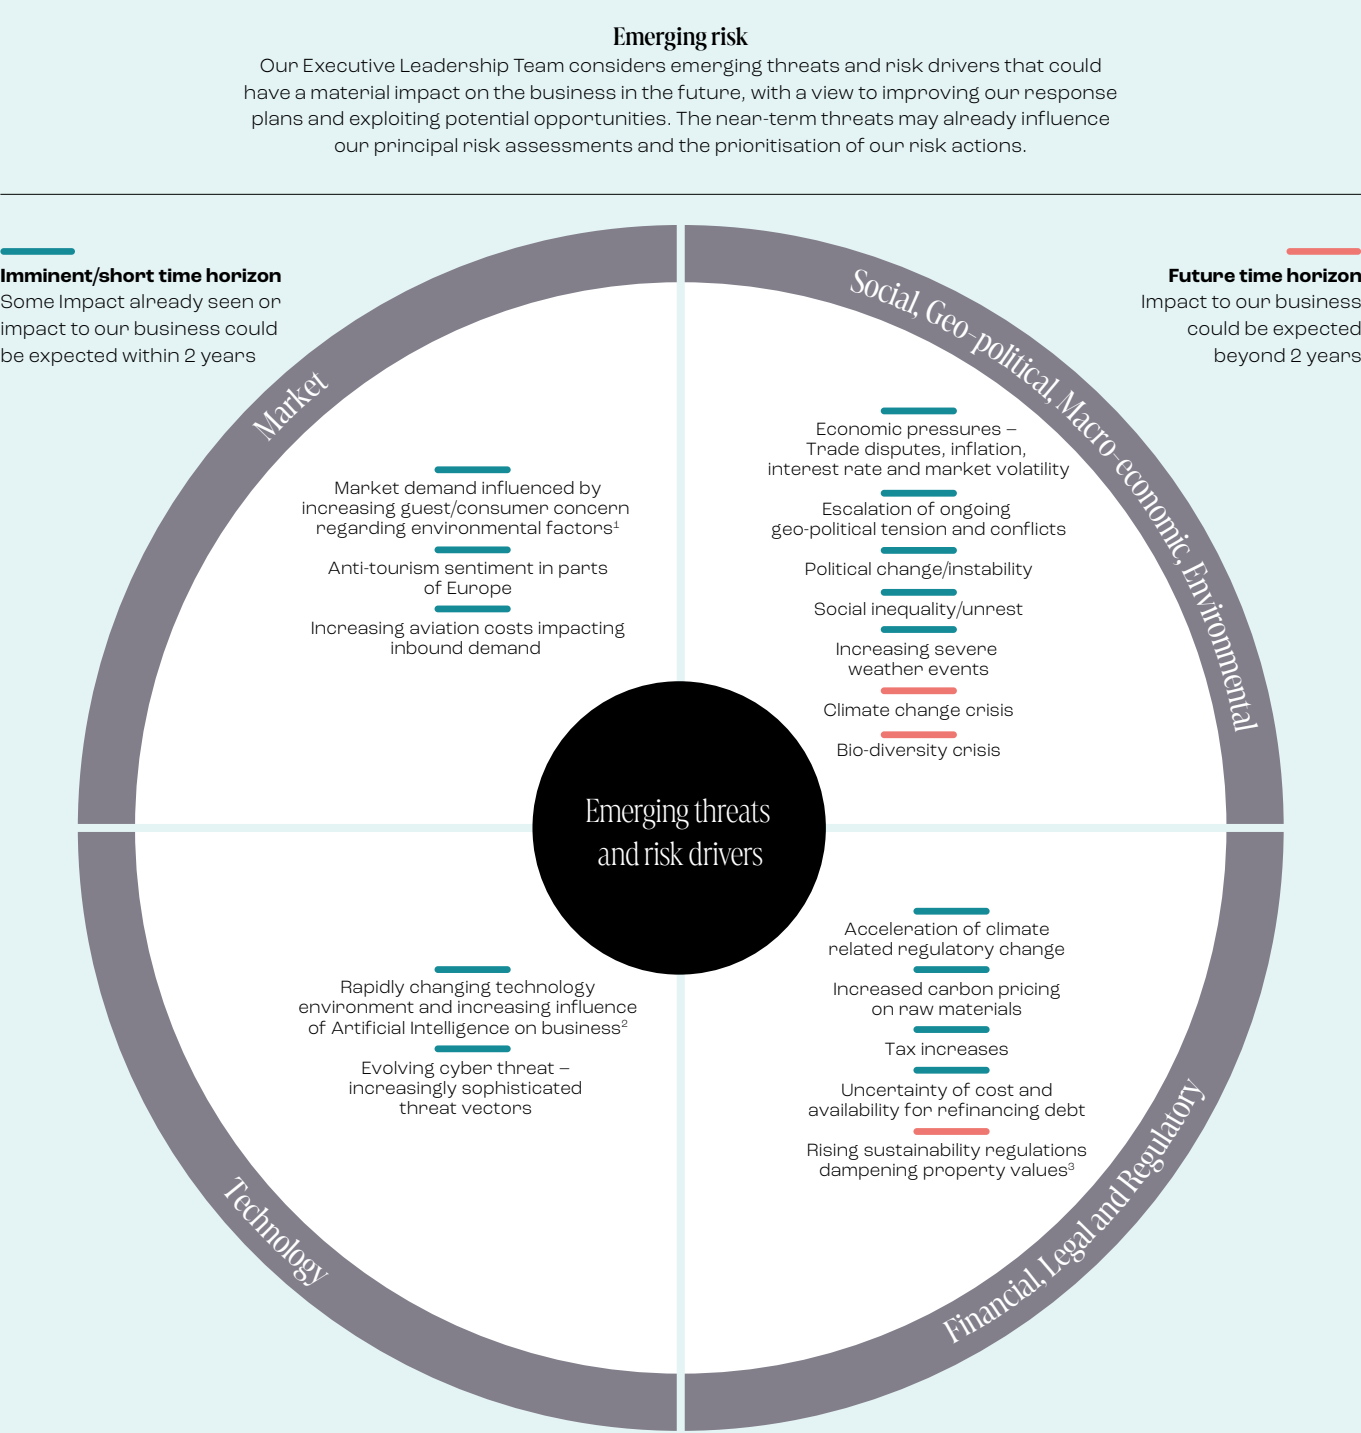 Emerging risk
Our Executive Leadership Team considers emerging threats and risk drivers that could
have a material impact on the business in the future, with a view to improving our response
plans and exploiting potential opportunities. The near-term threats may already influence
our principal risk assessments and the prioritisation of our risk actions.
Imminent/short time horizon
Some Impact already seen or
impact to our business could
be expected within 2 years
Future time horizon
Impact to our business
could be expected
beyond 2 years
Market
Market demand influenced by
increasing guest/consumer concern
regarding environmental factors¹
Anti-tourism sentiment in parts
of Europe
Increasing aviation costs impacting
inbound demand
Social, Geo-political, Macro-economic, Environmental
Economic pressures –
Trade disputes, inflation,
interest rate and market volatility
Escalation of ongoing
geo-political tension and conflicts
Political change/instability
Social inequality/unrest
Increasing severe
weather events
Climate change crisis
Bio-diversity crisis
Emerging threats
and risk drivers
Technology
Rapidly changing technology
environment and increasing influence
of Artificial Intelligence on business²
Evolving cyber threat –
increasingly sophisticated
threat vectors
Financial, Legal and Regulatory
Acceleration of climate
related regulatory change
Increased carbon pricing
on raw materials
Tax increases
Uncertainty of cost and
availability for refinancing debt
Rising sustainability regulations
dampening property values³